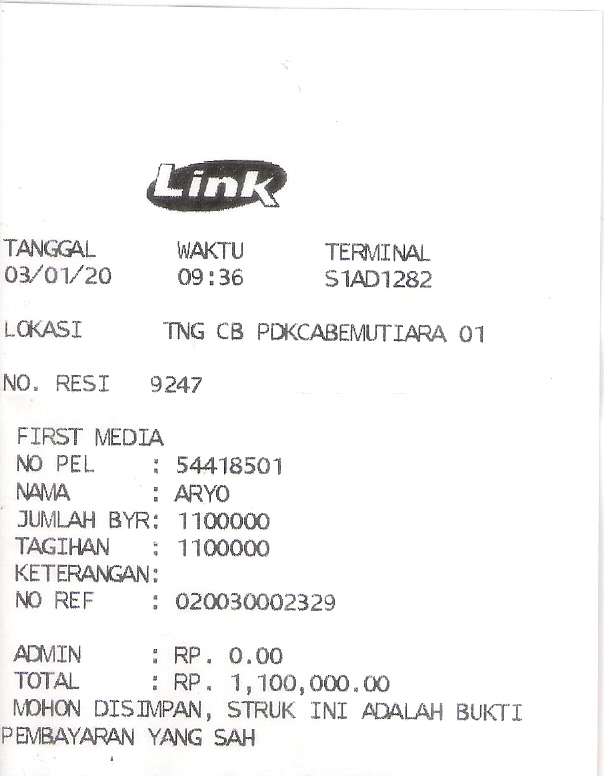 Link
TANGGAL WAKTU TERMINAL
03/01/20 09:36 S1AD1282
LOKASI TNG CB PDKCABEMUTIARA 01
NO. RESI 9247
FIRST MEDIA
NO PEL : 54418501
NAMA : ARYO
JUMLAH BYR: 1100000
TAGIHAN : 1100000
KETERANGAN:
NO REF : 020030002329
ADMIN : RP. 0.00
TOTAL : RP. 1,100,000.00
MOHON DISIMPAN, STRUK INI ADALAH BUKTI
PEMBAYARAN YANG SAH